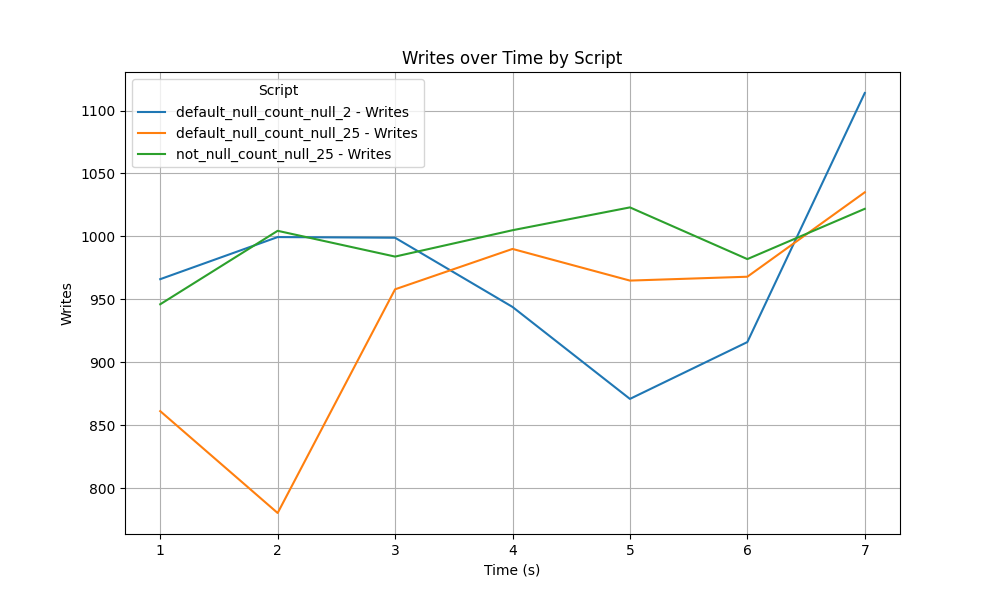 Writes over Time by Script
Script
default_null_count_null_2 - Writes
default_null_count_null_25 - Writes
not_null_count_null_25 - Writes
Writes
1100
1050
1000
950
900
850
800
1 2 3 4 5 6 7
Time (s)